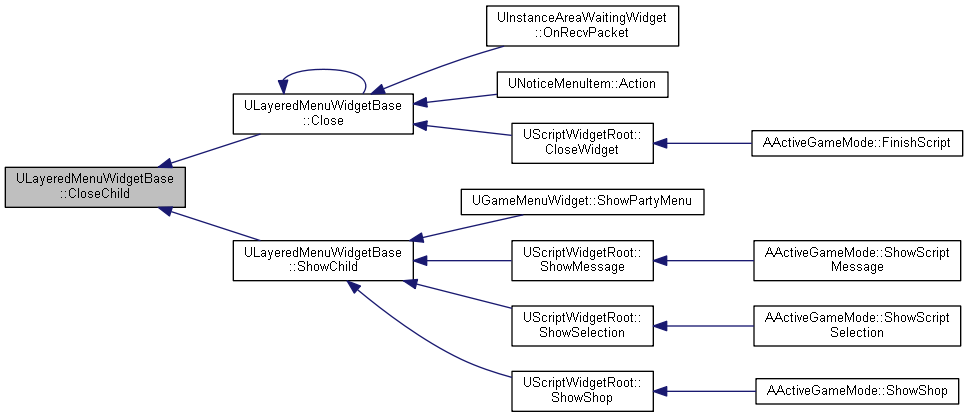 UInstanceAreaWaitingWidget
::OnRecvPacket
UNoticeMenuItem::Action
ULayeredMenuWidgetBase
::Close
UScriptWidgetRoot::
CloseWidget
AActiveGameMode::FinishScript
ULayeredMenuWidgetBase
::CloseChild
UGameMenuWidget::ShowPartyMenu
ULayeredMenuWidgetBase
::ShowChild
UScriptWidgetRoot::
ShowMessage
AActiveGameMode::ShowScript
Message
UScriptWidgetRoot::
ShowSelection
AActiveGameMode::ShowScript
Selection
UScriptWidgetRoot::
ShowShop
AActiveGameMode::ShowShop